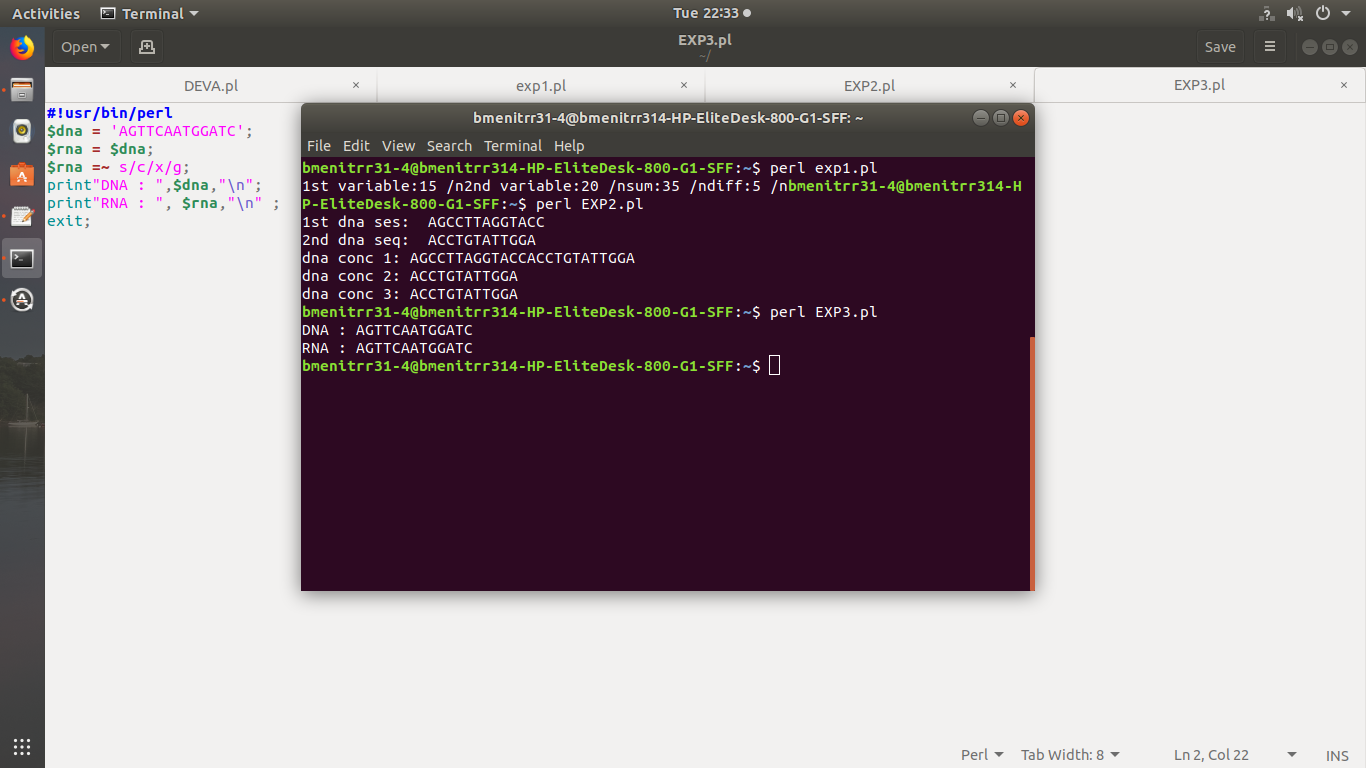 Activities Terminal Tue 22:33
Open EXP3.pl Save
~/
DEVA.pl × exp1.pl × EXP2.pl × EXP3.pl ×
#!usr/bin/perl
$dna = 'AGTTCAATGGATC';
$rna = $dna;
$rna =~ s/c/x/g;
print"DNA : ",$dna,"\n";
print"RNA : ", $rna,"\n" ;
exit;
bmenitrr31-4@bmenitrr314-HP-EliteDesk-800-G1-SFF: ~
File Edit View Search Terminal Help
bmenitrr31-4@bmenitrr314-HP-EliteDesk-800-G1-SFF:~$ perl exp1.pl
1st variable:15 /n2nd variable:20 /nsum:35 /ndiff:5 /nbmenitrr31-4@bmenitrr314-H
P-EliteDesk-800-G1-SFF:~$ perl EXP2.pl
1st dna ses:  AGCCTTAGGTACC
2nd dna seq:  ACCTGTATTGGA
dna conc 1: AGCCTTAGGTACCACCTGTATTGGA
dna conc 2: ACCTGTATTGGA
dna conc 3: ACCTGTATTGGA
bmenitrr31-4@bmenitrr314-HP-EliteDesk-800-G1-SFF:~$ perl EXP3.pl
DNA : AGTTCAATGGATC
RNA : AGTTCAATGGATC
bmenitrr31-4@bmenitrr314-HP-EliteDesk-800-G1-SFF:~$
Perl Tab Width: 8 Ln 2, Col 22 INS